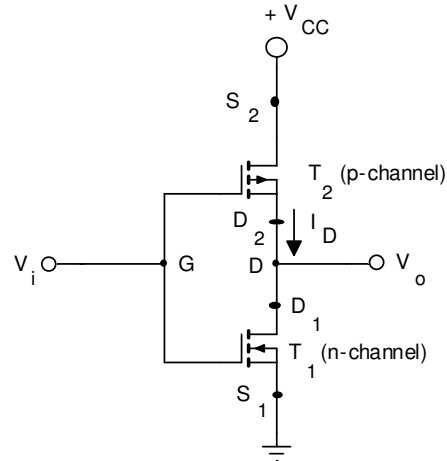 + V CC
S 2
T 2 (p-channel)
D 2 I D
V i G D V o
D 1
T 1 (n-channel)
S 1